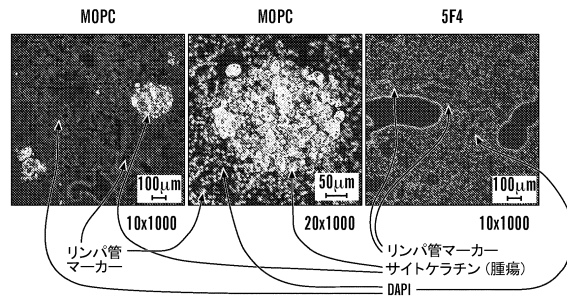 MOPC
MOPC
5F4
100μm
50μm
100μm
10x1000
20x1000
10x1000
リンパ管
マーカー
リンパ管マーカー
サイトケラチン(腫瘍)
DAPI